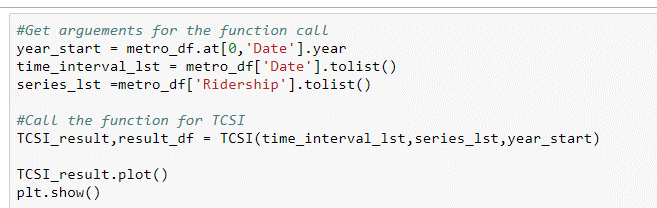 #Get arguements for the function call
year_start = metro_df.at[0,'Date'].year
time_interval_lst = metro_df['Date'].tolist()
series_lst =metro_df['Ridership'].tolist()
#Call the function for TCSI
TCSI_result,result_df = TCSI(time_interval_lst,series_lst,year_start)
TCSI_result.plot()
plt.show()